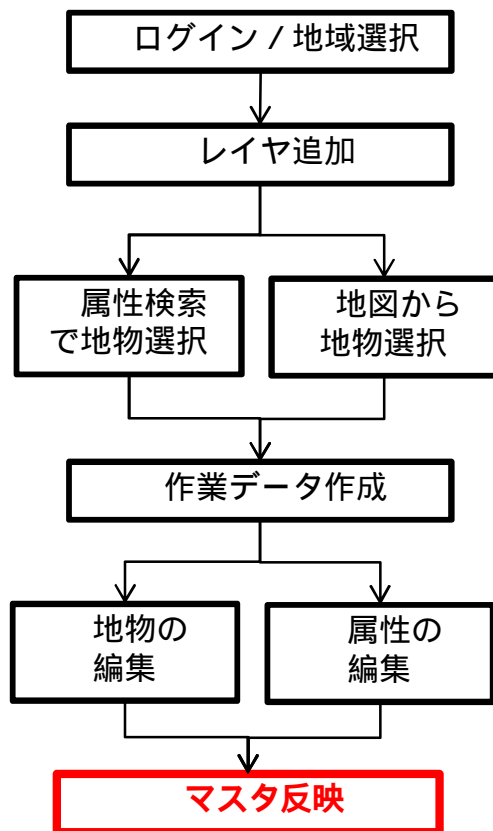 ログイン / 地域選択
レイヤ追加
属性検索
で地物選択
地図から
地物選択
作業データ作成
地物の
編集
属性の
編集
マスタ反映